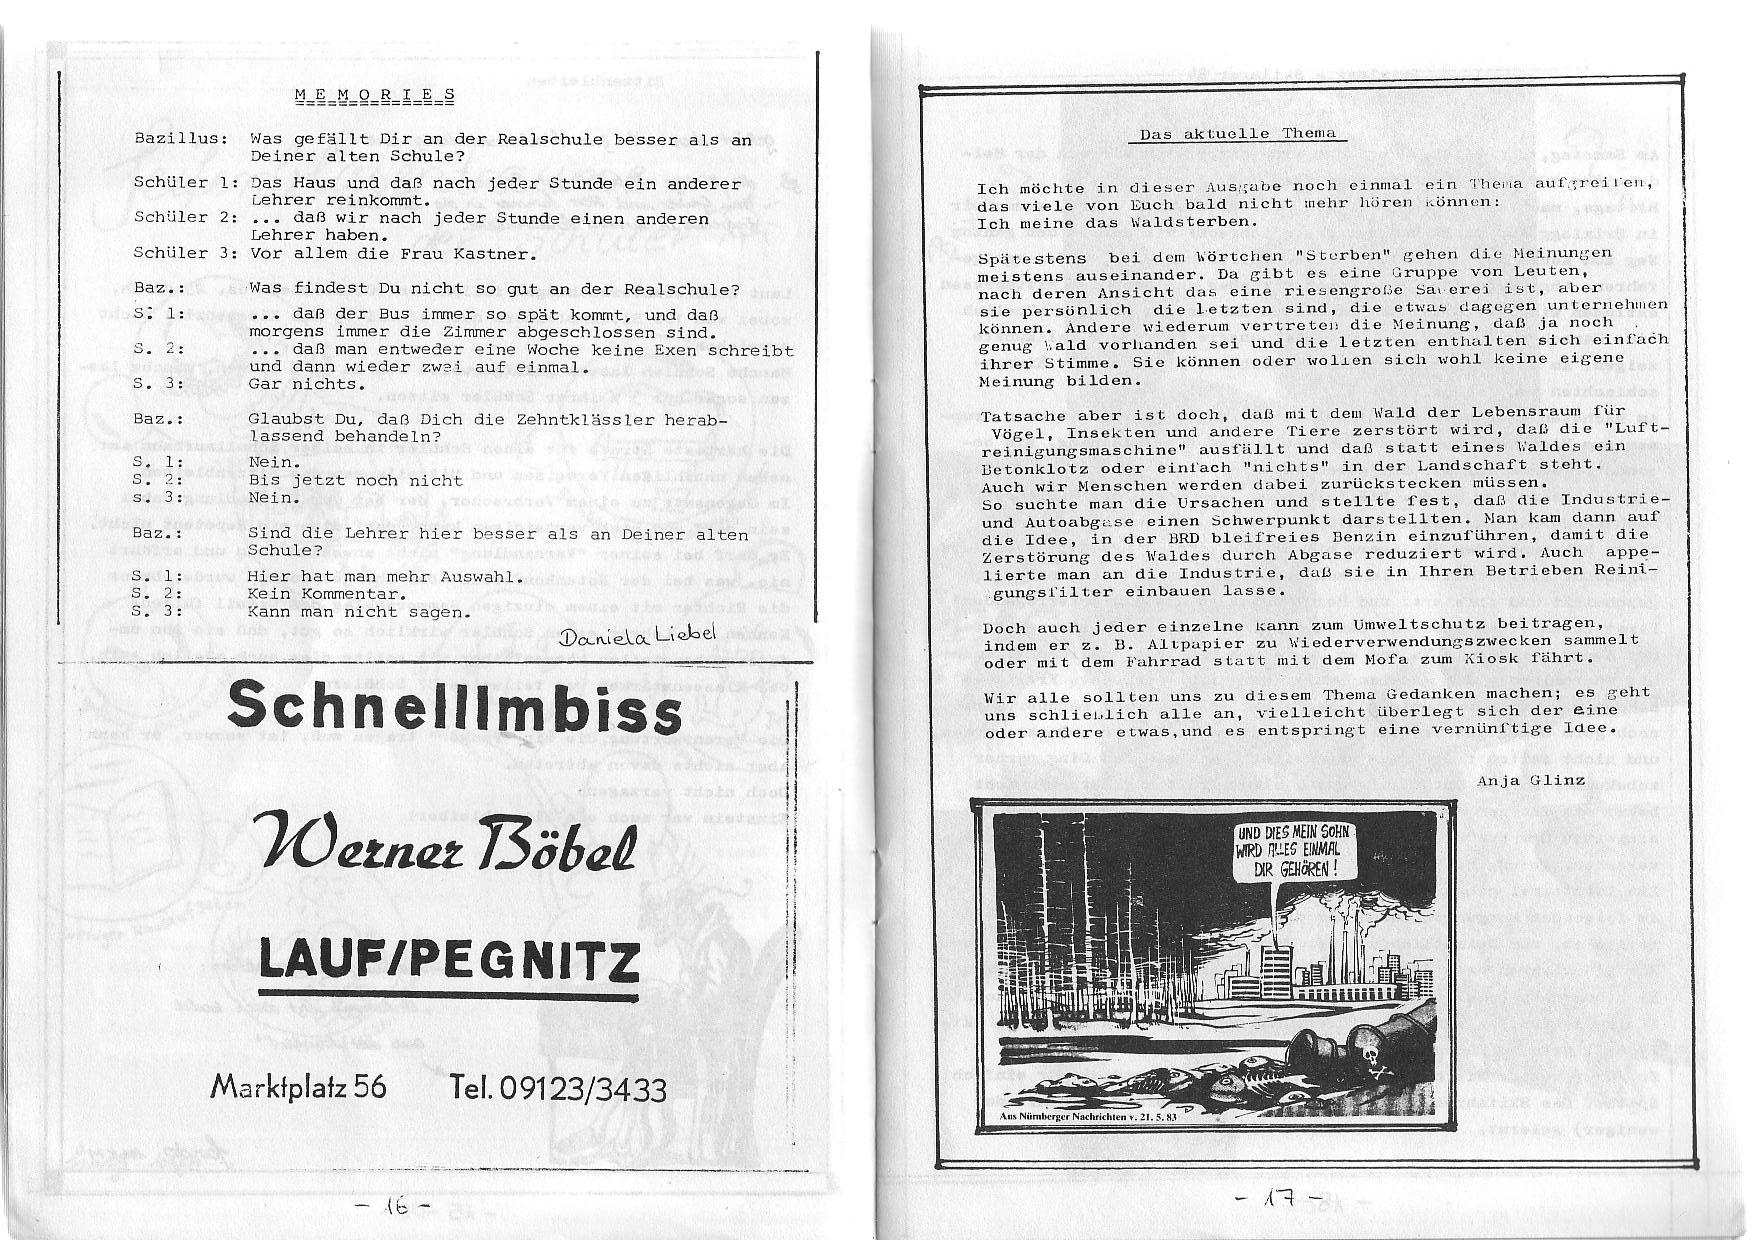 M E M O R I E S
Bazillus: Was gefällt Dir an der Realschule besser als an
Deiner alten Schule?
Schüler 1: Das Haus und daß nach jeder Stunde ein anderer
Lehrer reinkommt.
Schüler 2: ... daß wir nach jeder Stunde einen anderen
Lehrer haben.
Schüler 3: Vor allem die Frau Kastner.
Baz.: Was findest Du nicht so gut an der Realschule?
S. 1: ... daß der Bus immer so spät kommt, und daß
morgens immer die Zimmer abgeschlossen sind.
S. 2: ... daß man entweder eine Woche keine Exen schreibt
und dann wieder zwei auf einmal.
S. 3: Gar nichts.
Baz.: Glaubst Du, daß Dich die Zehntklässler herab-
lassend behandeln?
S. 1: Nein.
S. 2: Bis jetzt noch nicht
s. 3: Nein.
Baz.: Sind die Lehrer hier besser als an Deiner alten
Schule?
S. 1: Hier hat man mehr Auswahl.
S. 2: Kein Kommentar.
S. 3: Kann man nicht sagen.
Daniela Liebel
SchnellImbiss
Werner Böbel
LAUF/PEGNITZ
Marktplatz 56 Tel. 09123/3433
- 16 -
Das aktuelle Thema
Ich möchte in dieser Ausgabe noch einmal ein Thema aufgreifen,
das viele von Euch bald nicht mehr hören können:
Ich meine das Waldsterben.
Spätestens bei dem Wörtchen "Sterben" gehen die Meinungen
meistens auseinander. Da gibt es eine Gruppe von Leuten,
nach deren Ansicht das eine riesengroße Sauerei ist, aber
sie persönlich die letzten sind, die etwas dagegen unternehmen
können. Andere wiederum vertreten die Meinung, daß ja noch
genug Wald vorhanden sei und die letzten enthalten sich einfach
ihrer Stimme. Sie können oder wollen sich wohl keine eigene
Meinung bilden.
Tatsache aber ist doch, daß mit dem Wald der Lebensraum für
Vögel, Insekten und andere Tiere zerstört wird, daß die "Luft-
reinigungsmaschine" ausfällt und daß statt eines Waldes ein
Betonklotz oder einfach "nichts" in der Landschaft steht.
Auch wir Menschen werden dabei zurückstecken müssen.
So suchte man die Ursachen und stellte fest, daß die Industrie-
und Autoabgase einen Schwerpunkt darstellten. Man kam dann auf
die Idee, in der BRD bleifreies Benzin einzuführen, damit die
Zerstörung des Waldes durch Abgase reduziert wird. Auch appe-
lierte man an die Industrie, daß sie in Ihren Betrieben Reini-
gungsfilter einbauen lasse.
Doch auch jeder einzelne kann zum Umweltschutz beitragen,
indem er z. B. Altpapier zu Wiederverwendungszwecken sammelt
oder mit dem Fahrrad statt mit dem Mofa zum Kiosk fährt.
Wir alle sollten uns zu diesem Thema Gedanken machen; es geht
uns schließlich alle an, vielleicht überlegt sich der eine
oder andere etwas,und es entspringt eine vernünftige Idee.
Anja Glinz
UND DIES MEIN SOHN
WIRD ALLES EINMAL
DIR GEHÖREN!
Aus Nürnberger Nachrichten v. 21. 5. 83
- 17 -